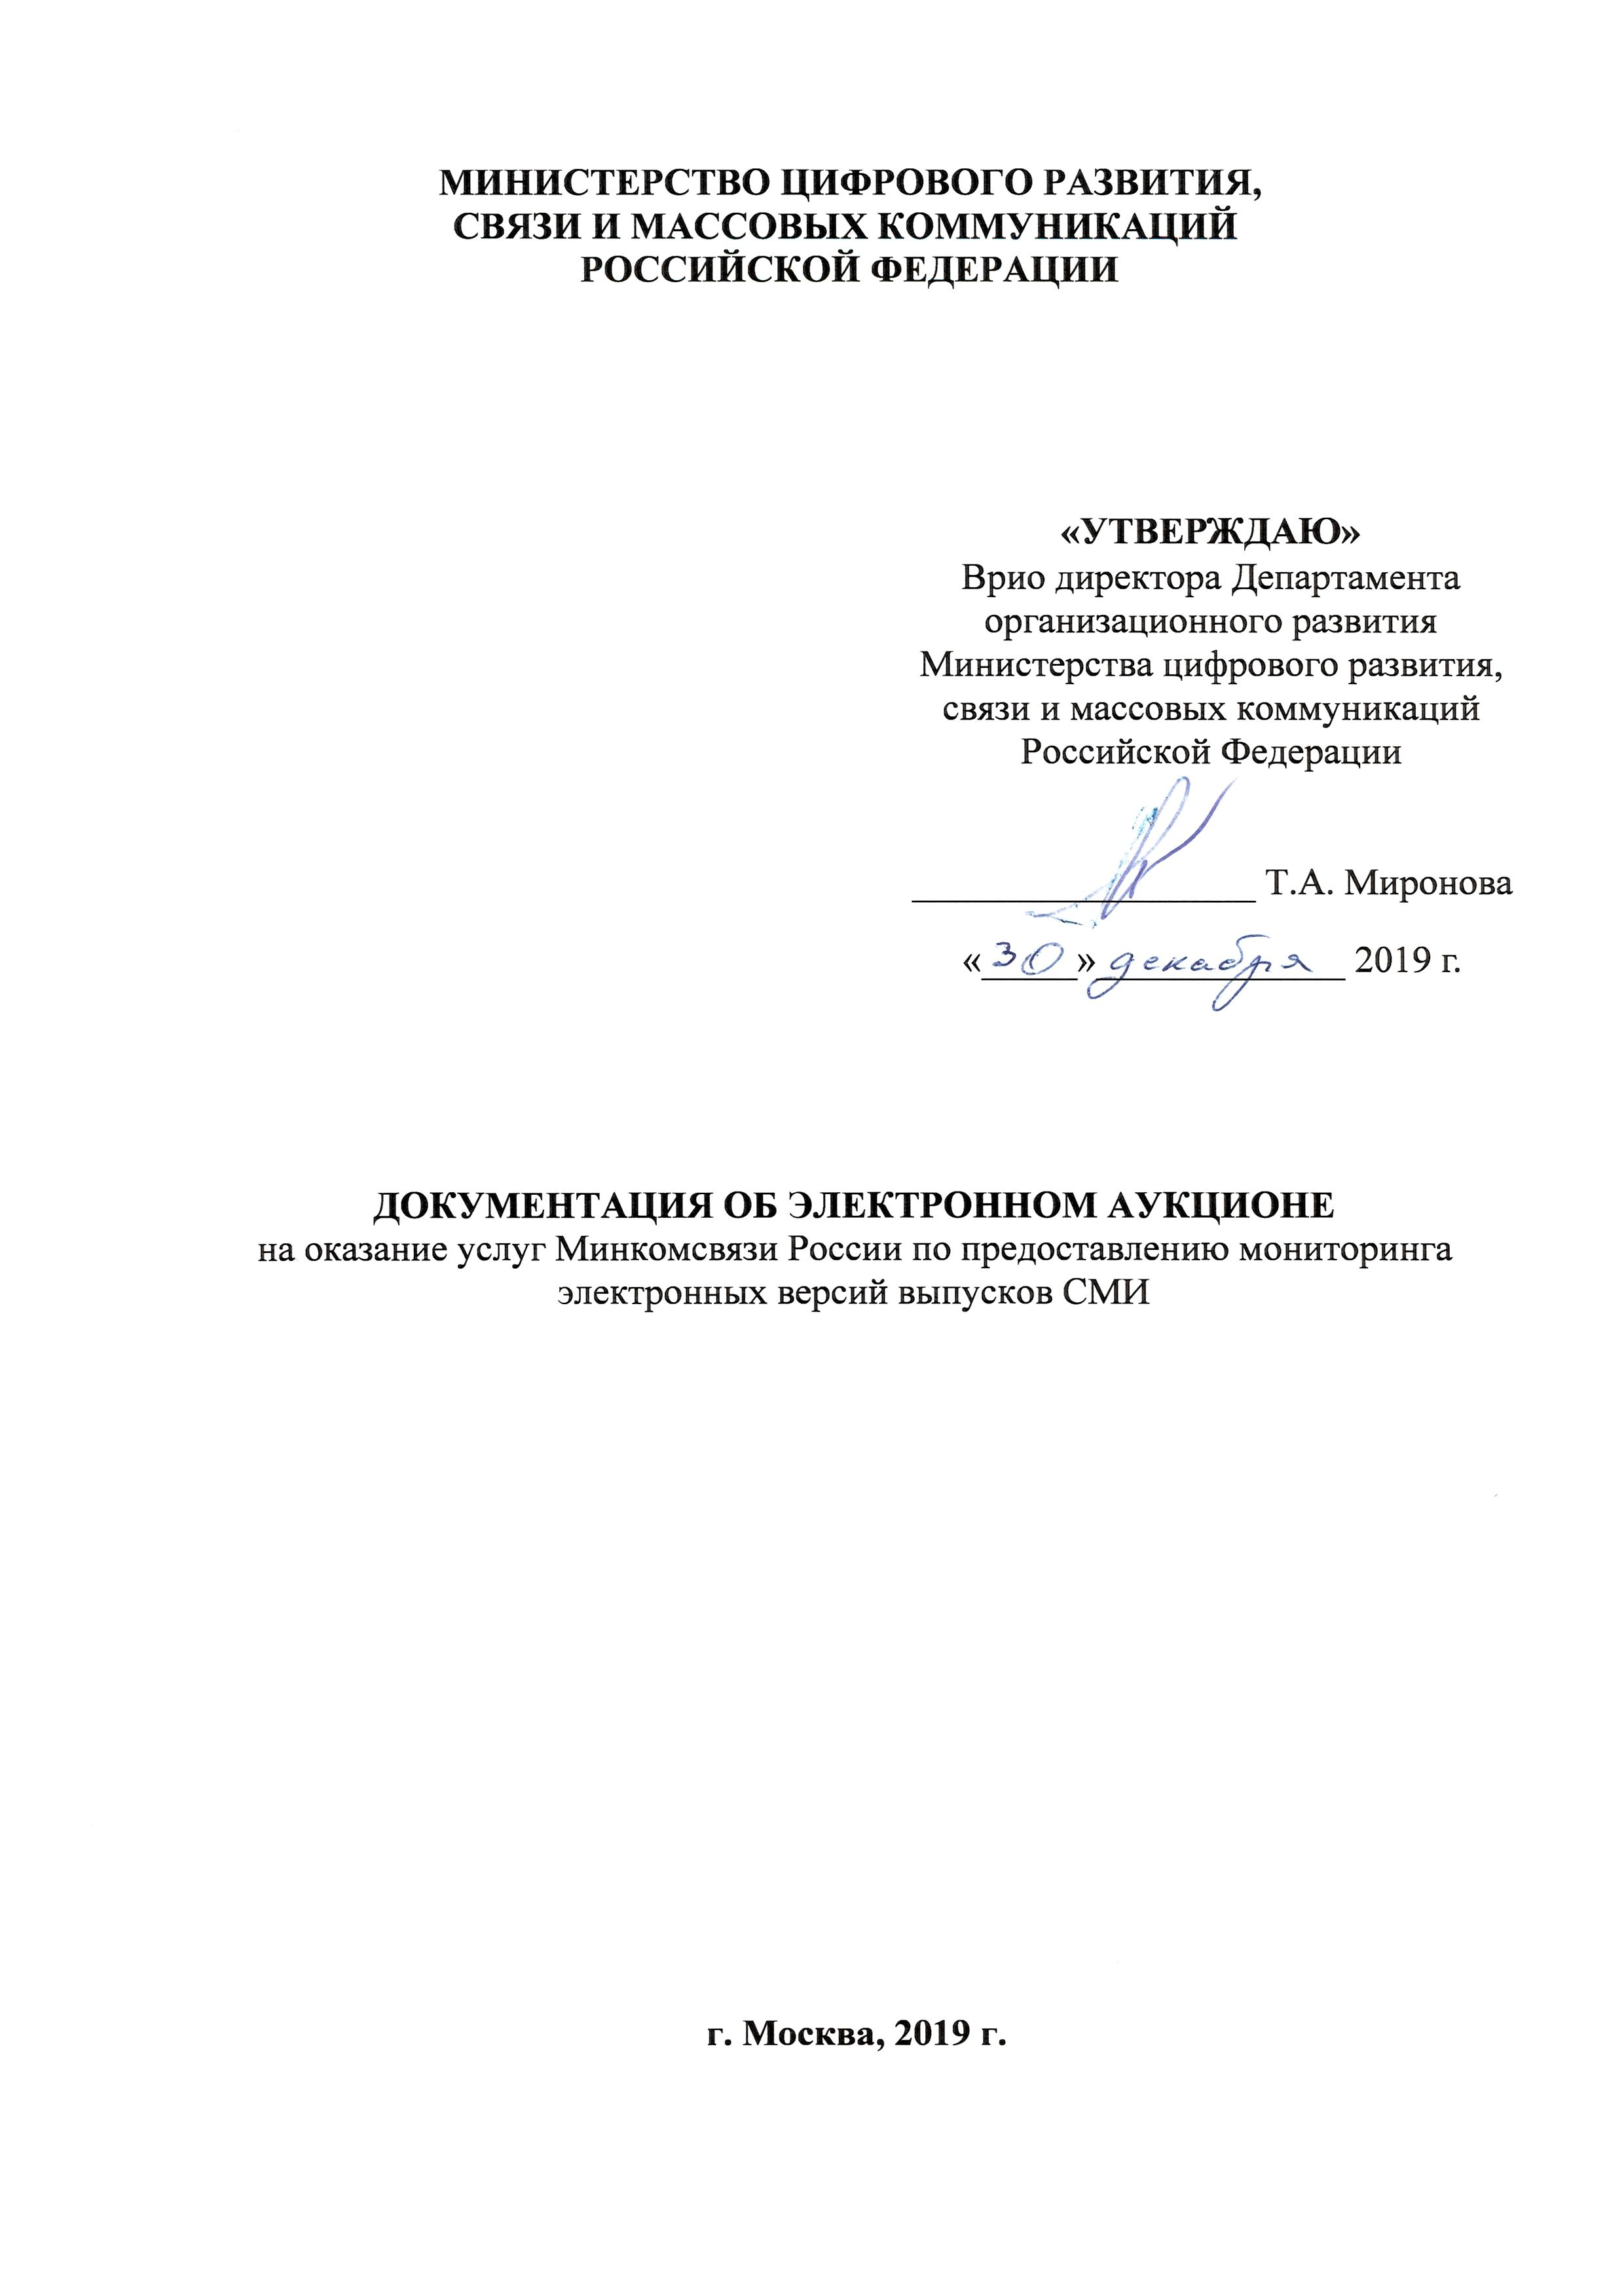 МИНИСТЕРСТВО ЦИФРОВОГО РАЗВИТИЯ,
СВЯЗИ И МАССОВЫХ КОММУНИКАЦИЙ
РОССИЙСКОЙ ФЕДЕРАЦИИ
«УТВЕРЖДАЮ»
Врио директора Департамента
организационного развития
Министерства цифрового развития,
связи и массовых коммуникаций
Российской Федерации
Т.А. Миронова
«30» декабря 2019 г.
ДОКУМЕНТАЦИЯ ОБ ЭЛЕКТРОННОМ АУКЦИОНЕ
на оказание услуг Минкомсвязи России по предоставлению мониторинга
электронных версий выпусков СМИ
г. Москва, 2019 г.